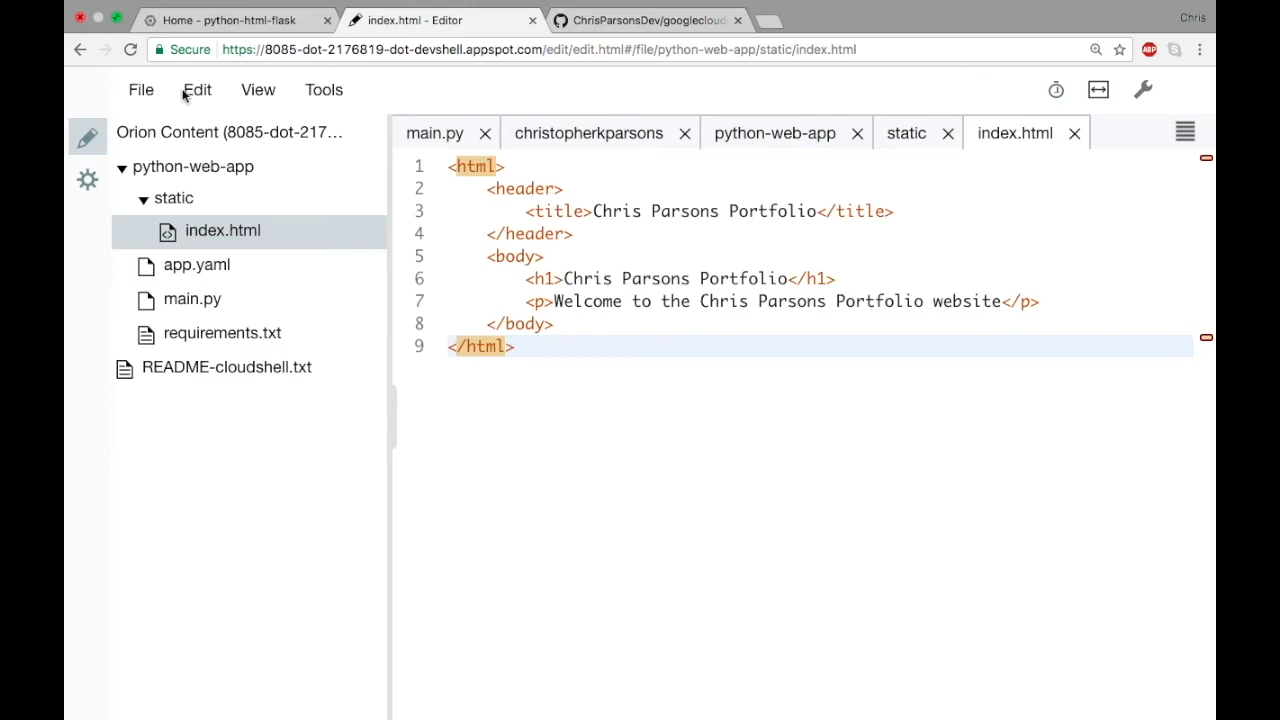 Home - python-html-flask
index.html - Editor
ChrisParsonsDev/googlecloud
Chris
Secure
https://8085-dot-2176819-dot-devshell.appspot.com/edit/edit.html#/file/python-web-app/static/index.html
ABP
File Edit View Tools
Orion Content (8085-dot-217…
python-web-app
static
index.html
app.yaml
main.py
requirements.txt
README-cloudshell.txt
main.py christopherkparsons python-web-app static index.html
1 <html>
2 <header>
3 <title>Chris Parsons Portfolio</title>
4 </header>
5 <body>
6 <h1>Chris Parsons Portfolio</h1>
7 <p>Welcome to the Chris Parsons Portfolio website</p>
8 </body>
9 </html>